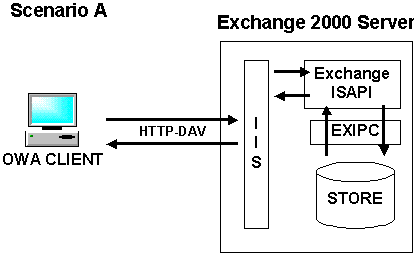 Scenario A
Exchange 2000 Server
Exchange
ISAPI
HTTP-DAV
I
I
S
EXIPC
OWA CLIENT
STORE